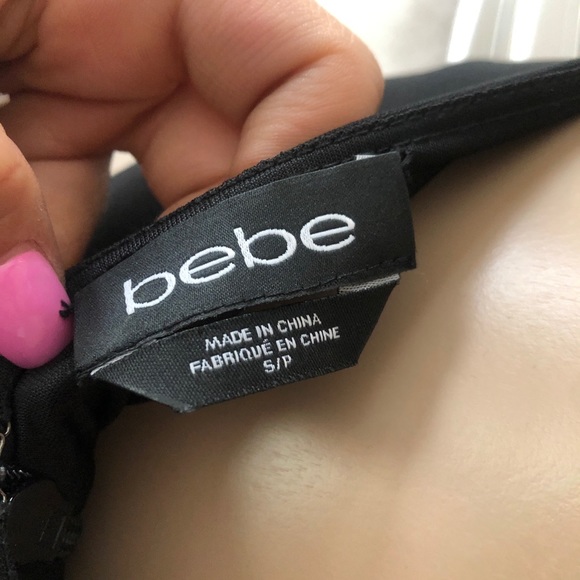 bebe
MADE IN CHINA
FABRIQUÉ EN CHINE
S/P